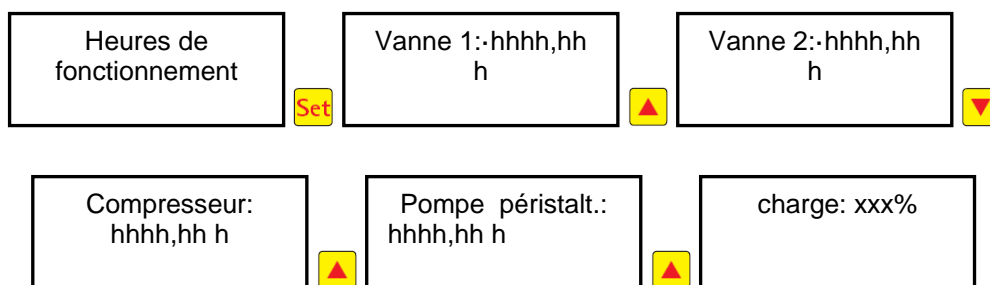 Heures de
fonctionnement
Set
Vanne 1:·hhhh,hh
h
Vanne 2:·hhhh,hh
h
Compresseur:
hhhh,hh h
Pompe péristalt.:
hhhh,hh h
charge: xxx%